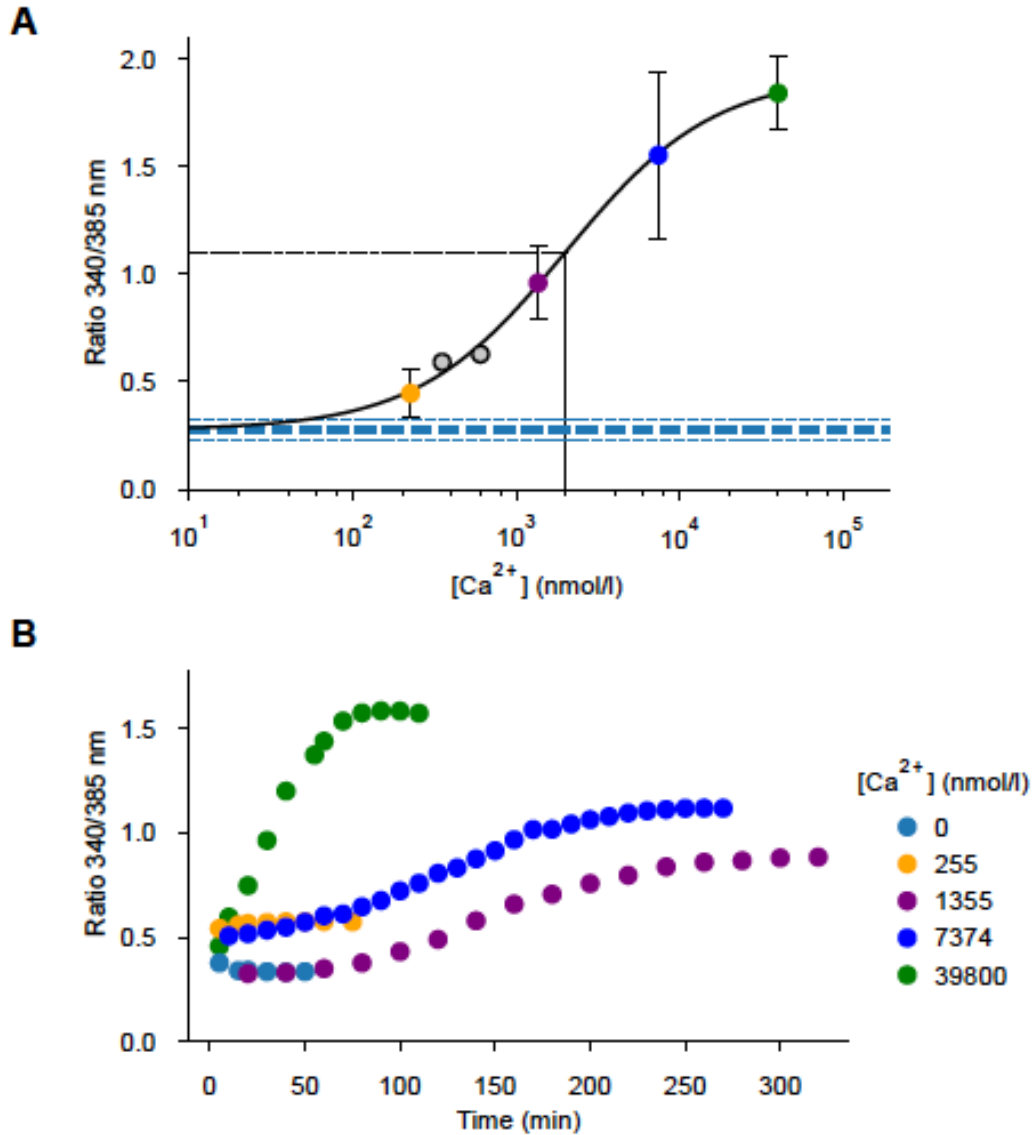 A
Ratio 340/385 nm
2.0
1.5
1.0
0.5
0.0
10¹ 10² 10³ 10⁴ 10⁵
[Ca²⁺] (nmol/l)
B
Ratio 340/385 nm
1.5
1.0
0.5
0.0
0 50 100 150 200 250 300
Time (min)
[Ca²⁺] (nmol/l)
0
255
1355
7374
39800